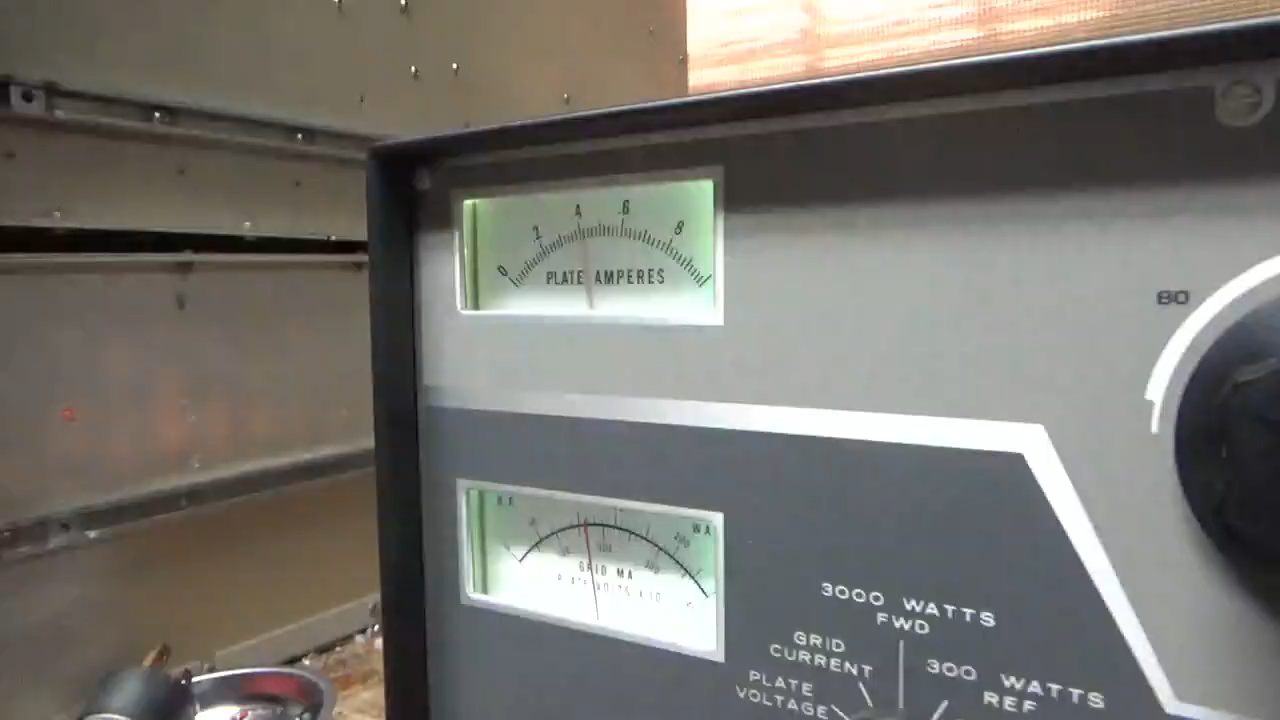 0 .2 .4 .6 .8
PLATE AMPERES
80
WA
GRID MA
3000 WATTS
FWD
GRID
CURRENT
300 WATTS
REF
PLATE
VOLTAGE